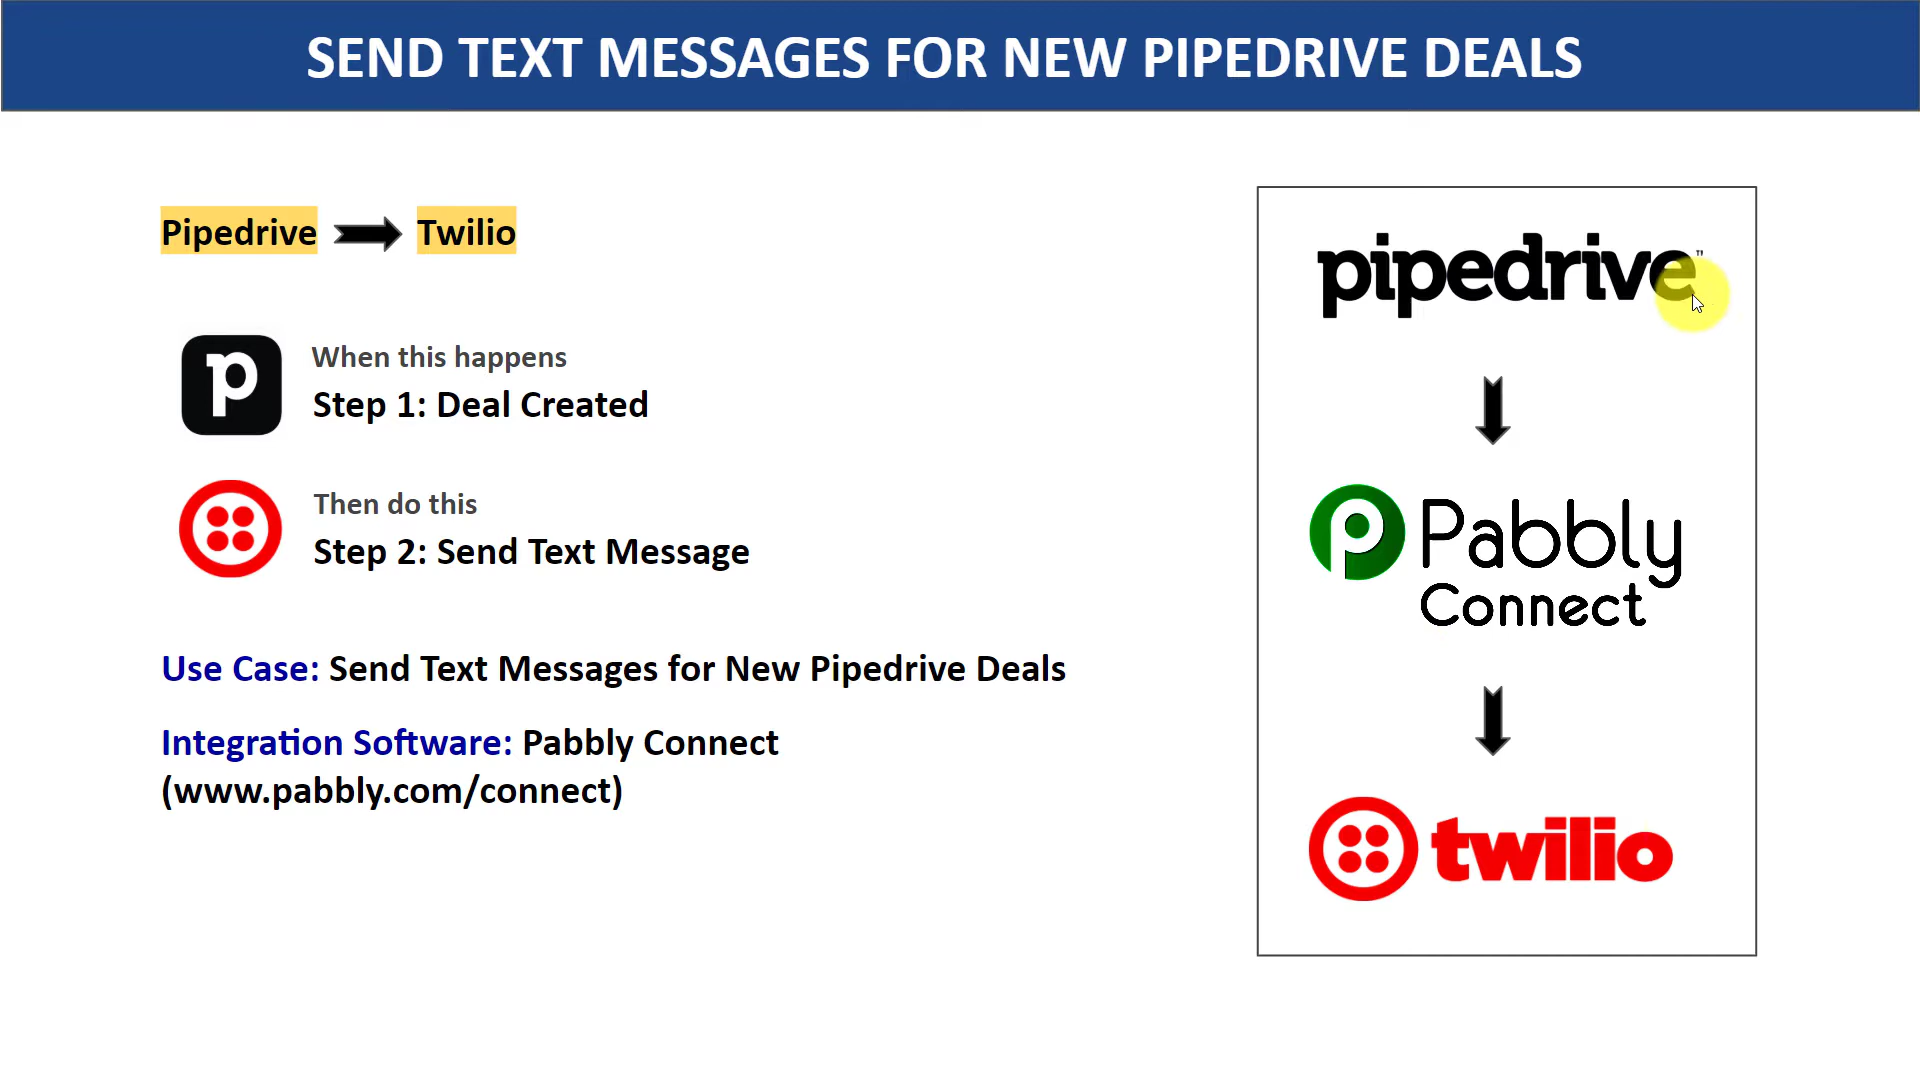 SEND TEXT MESSAGES FOR NEW PIPEDRIVE DEALS
Pipedrive Twilio
When this happens
Step 1: Deal Created
Then do this
Step 2: Send Text Message
Use Case: Send Text Messages for New Pipedrive Deals
Integration Software: Pabbly Connect
(www.pabbly.com/connect)
pipedrive
Pabbly
Connect
twilio